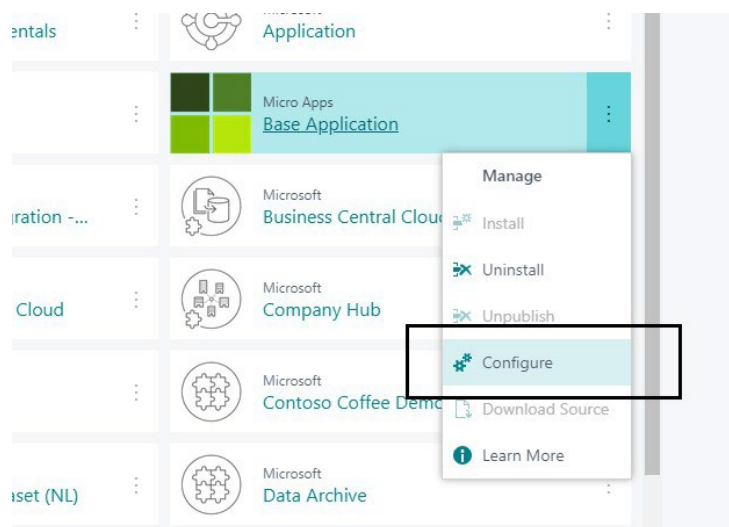 entals
Application
Micro Apps
Base Application
Manage
Microsoft
ration -...
Business Central Clou
Install
Uninstall
Microsoft
Cloud
Company Hub
Unpublish
Configure
Microsoft
Contoso Coffee Demo
Download Source
Learn More
Microsoft
aset (NL)
Data Archive